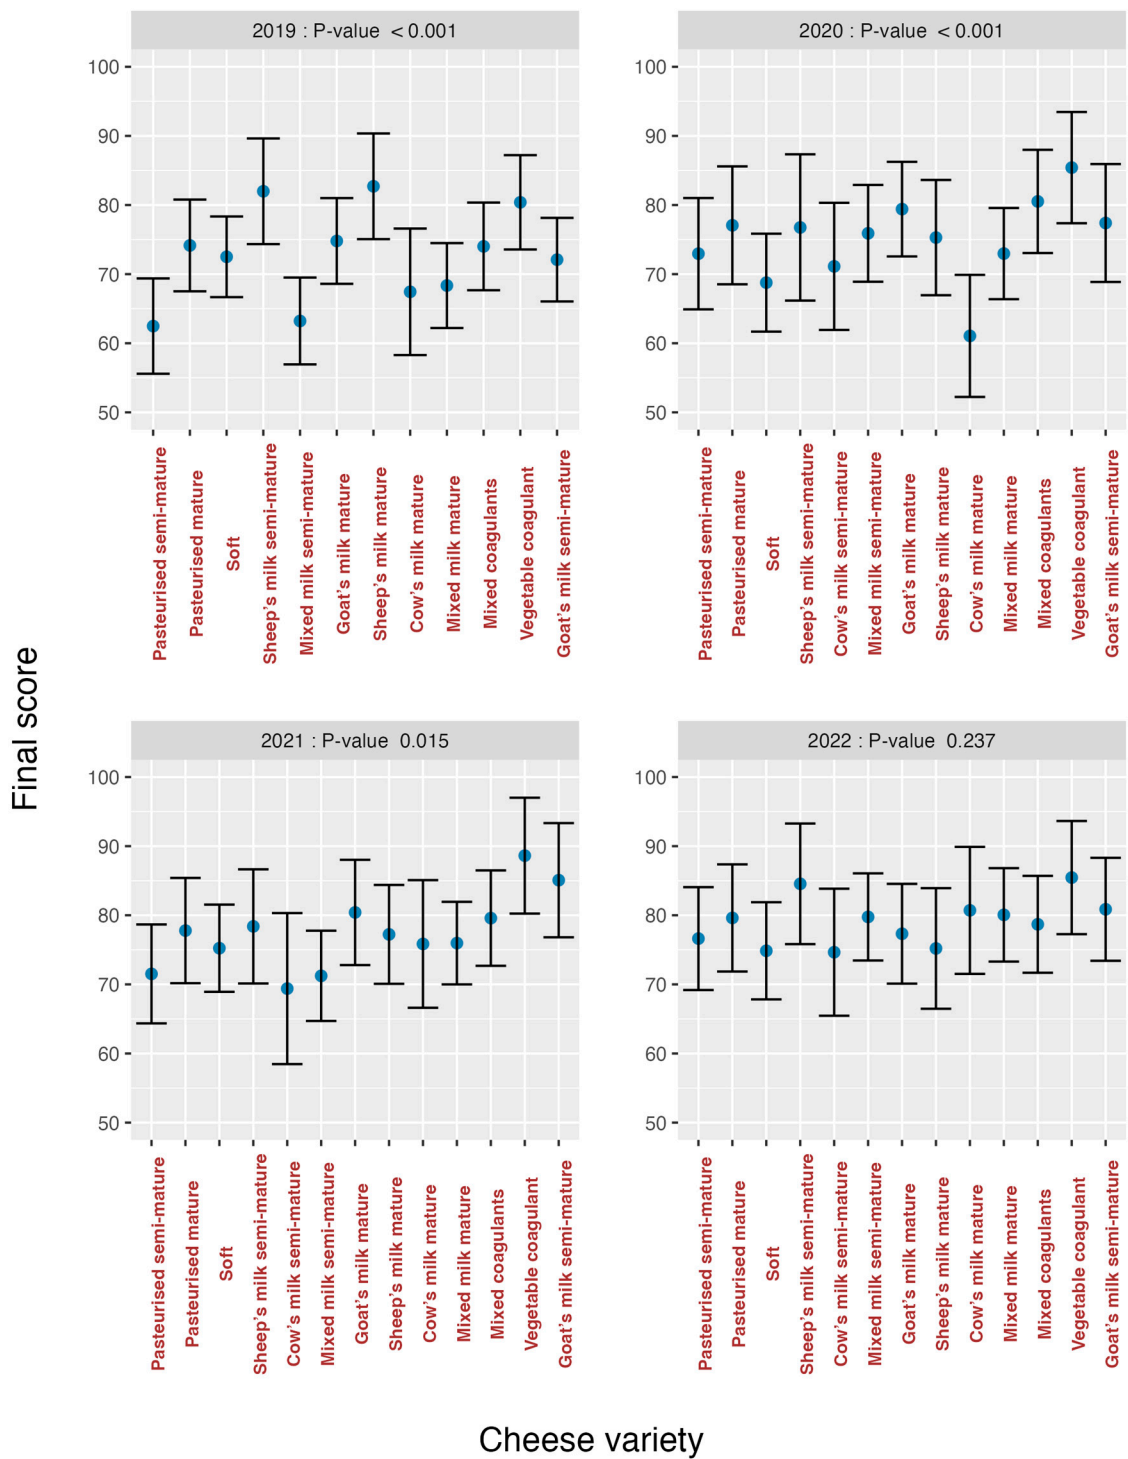 2019 : P-value < 0.001
100
90
80
70
60
50
Pasteurised semi-mature
Pasteurised mature
Soft
Sheep's milk semi-mature
Mixed milk semi-mature
Goat's milk mature
Sheep's milk mature
Cow's milk mature
Mixed milk mature
Mixed coagulants
Vegetable coagulant
Goat's milk semi-mature
2020 : P-value < 0.001
100
90
80
70
60
50
Pasteurised semi-mature
Pasteurised mature
Soft
Sheep's milk semi-mature
Cow's milk semi-mature
Mixed milk semi-mature
Goat's milk mature
Sheep's milk mature
Cow's milk mature
Mixed milk mature
Mixed coagulants
Vegetable coagulant
Goat's milk semi-mature
Final score
2021 : P-value 0.015
100
90
80
70
60
50
Pasteurised semi-mature
Pasteurised mature
Soft
Sheep's milk semi-mature
Cow's milk semi-mature
Mixed milk semi-mature
Goat's milk mature
Sheep's milk mature
Cow's milk mature
Mixed milk mature
Mixed coagulants
Vegetable coagulant
Goat's milk semi-mature
2022 : P-value 0.237
100
90
80
70
60
50
Pasteurised semi-mature
Pasteurised mature
Soft
Sheep's milk semi-mature
Cow's milk semi-mature
Mixed milk semi-mature
Goat's milk mature
Sheep's milk mature
Cow's milk mature
Mixed milk mature
Mixed coagulants
Vegetable coagulant
Goat's milk semi-mature
Cheese variety